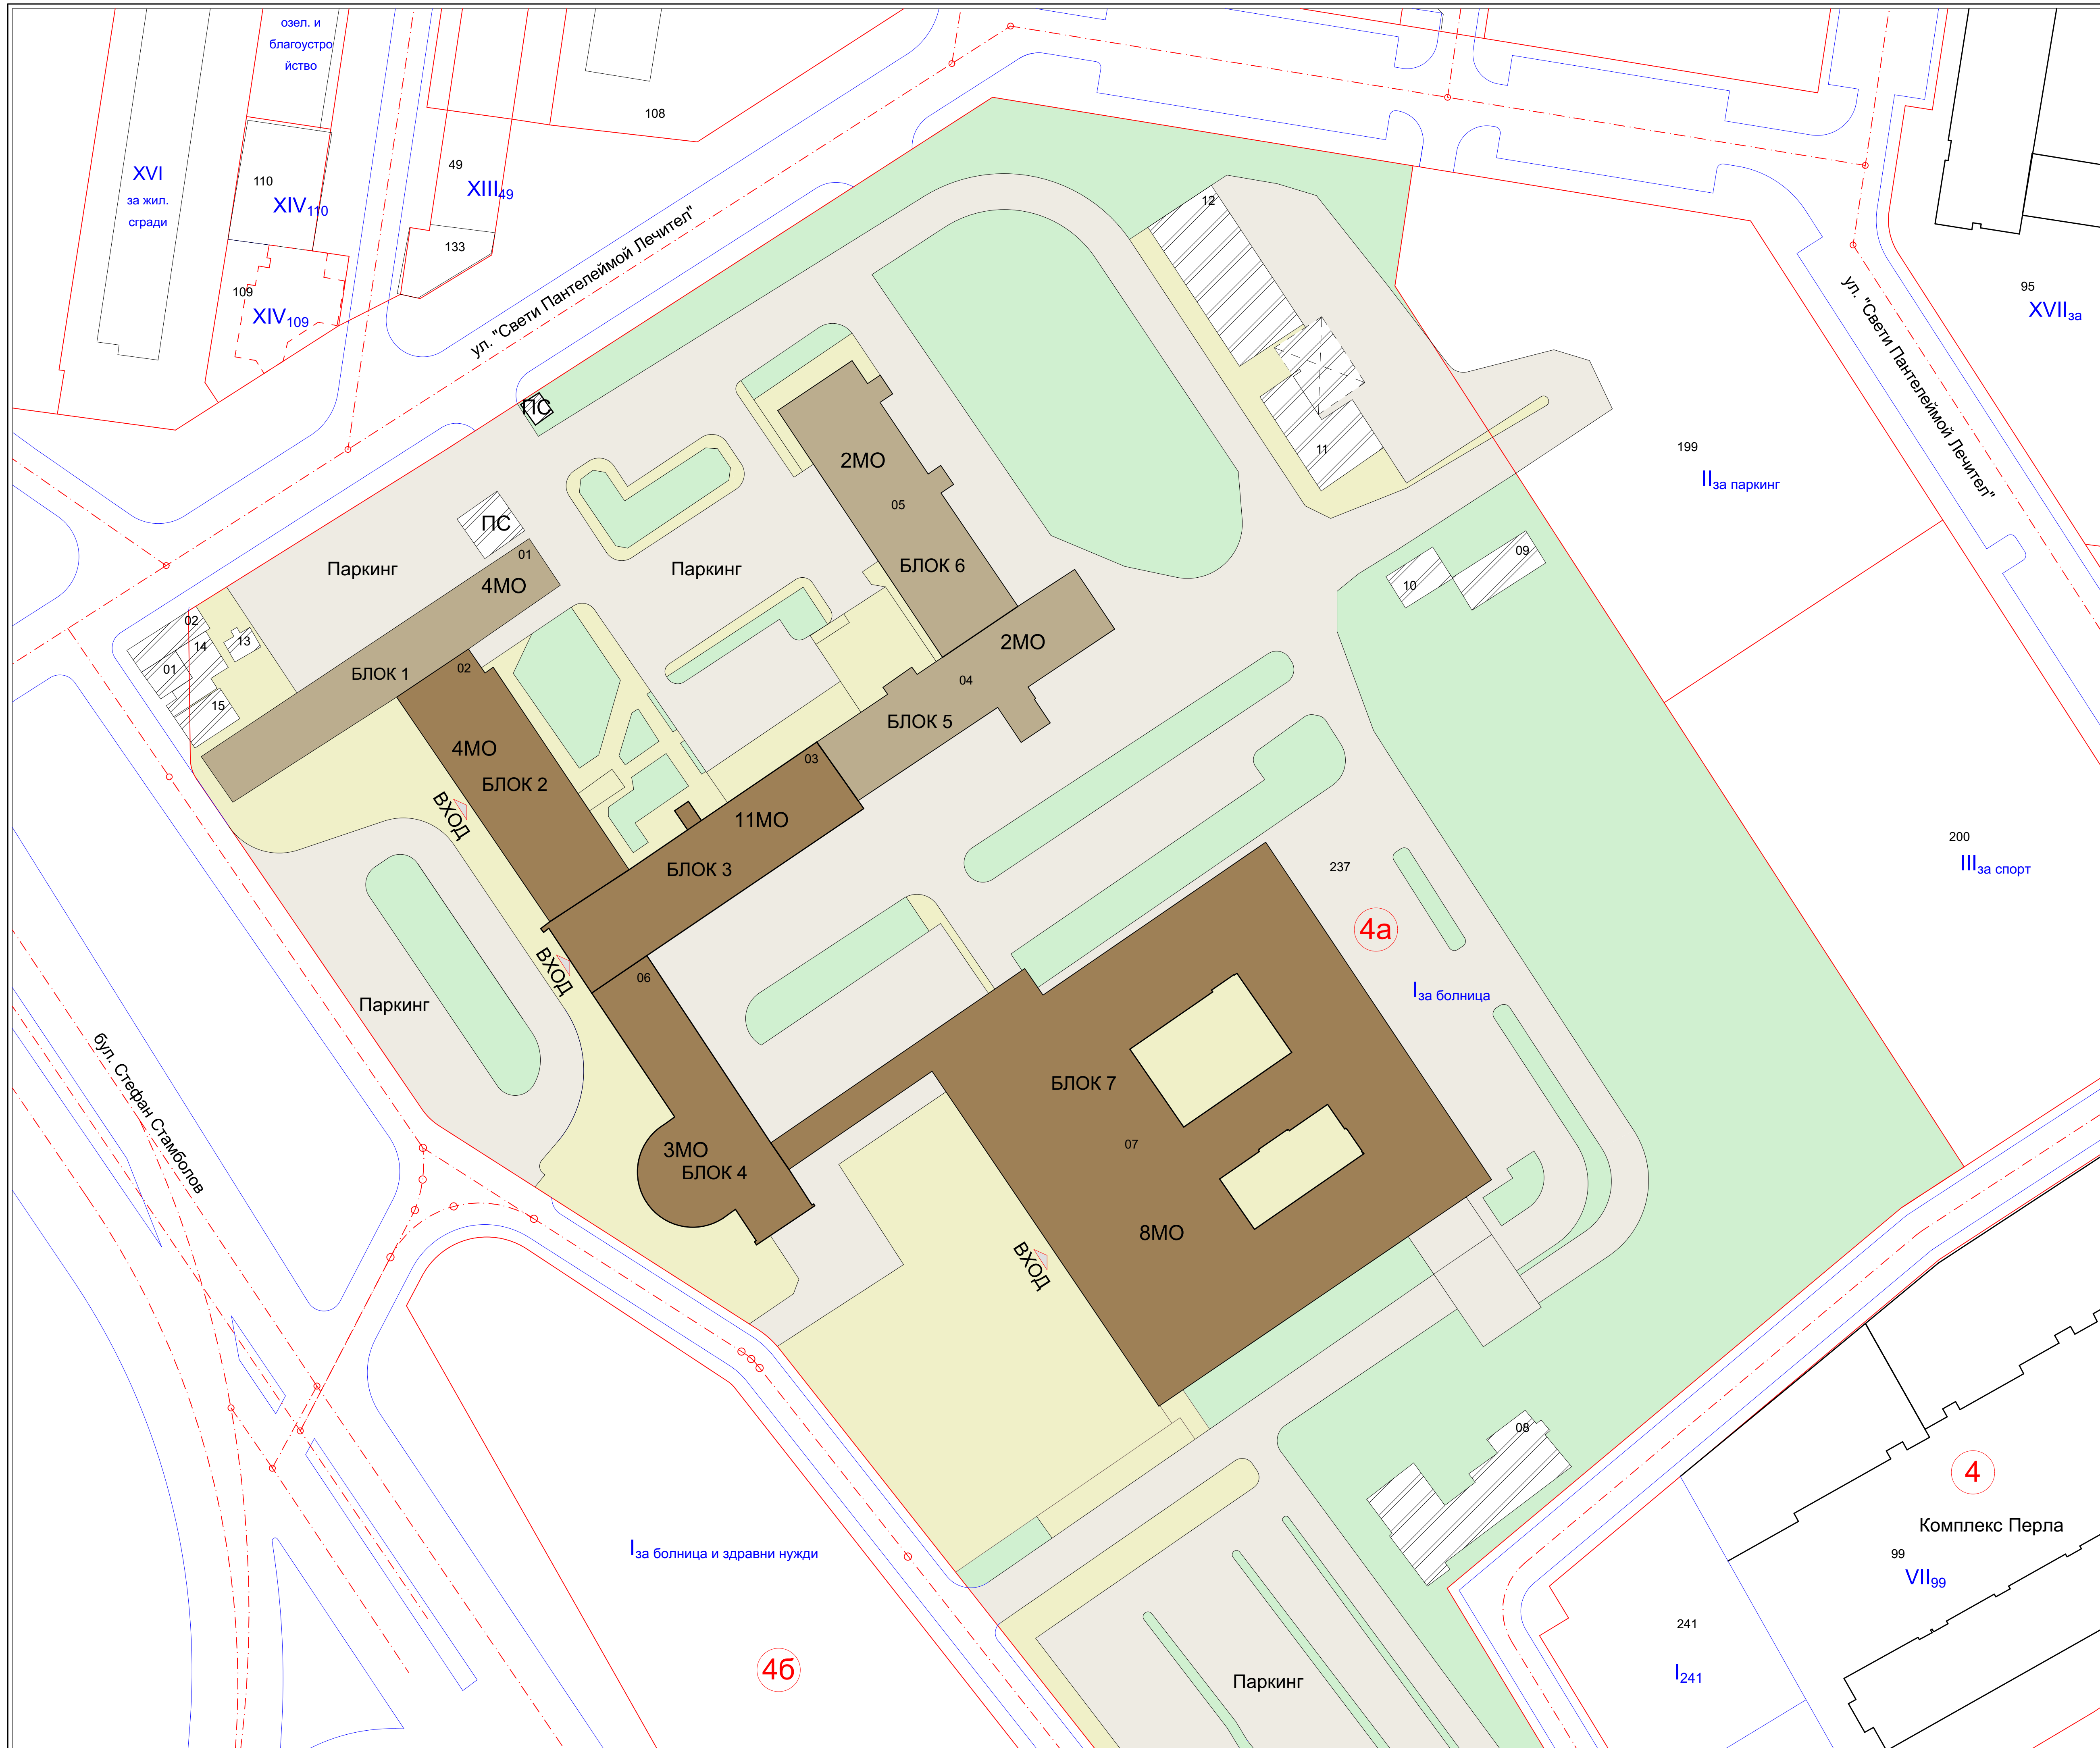 озел. и
благоустро
йство
108
49
XIII49
XVI
за жил.
сгради
110
XIV110
133
109
XIV109
ул. "Свети Пантелеймой Лечител"
ул. "Свети Пантелеймой Лечител"
95
XVIIза
12
11
ПС
ПС
2МО
05
БЛОК 6
199
IIза паркинг
01
4МО
Паркинг
Паркинг
БЛОК 1
02
14
13
01
15
09
10
2МО
04
БЛОК 5
02
4МО
БЛОК 2
ВХОД
03
11МО
БЛОК 3
ВХОД
06
Паркинг
200
IIIза спорт
237
4а
Iза болница
бул. Стефан Стамболов
БЛОК 7
07
8МО
ВХОД
3МО
БЛОК 4
08
4
Комплекс Перла
99
VII99
241
I241
Iза болница и здравни нужди
4б
Паркинг